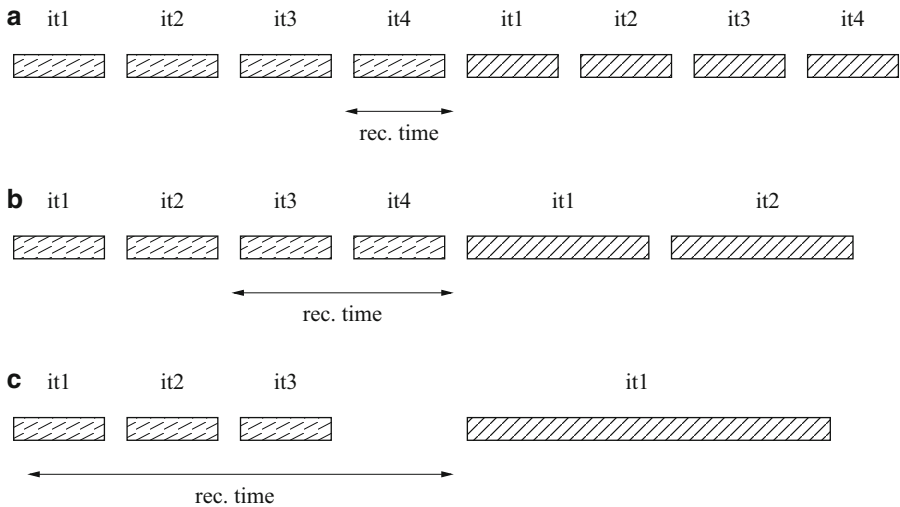 a it1 it2 it3 it4 it1 it2 it3 it4
rec. time
b it1 it2 it3 it4 it1 it2
rec. time
c it1 it2 it3 it1
rec. time